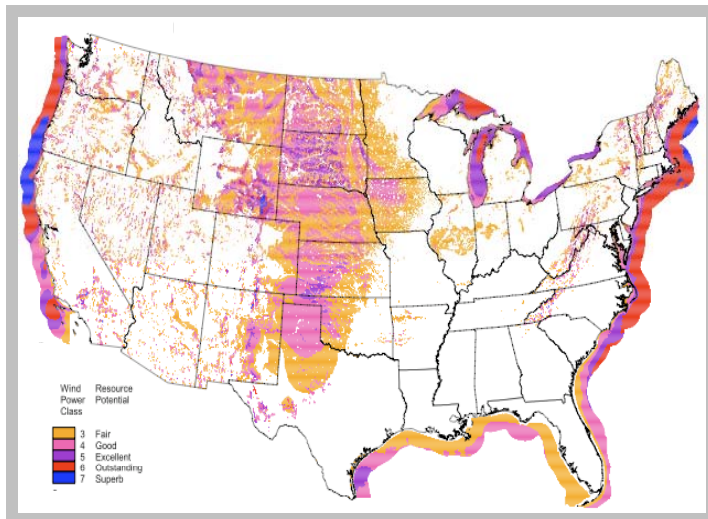 Wind Resource
Power Potential
Class
3 Fair
4 Good
5 Excellent
6 Outstanding
7 Superb